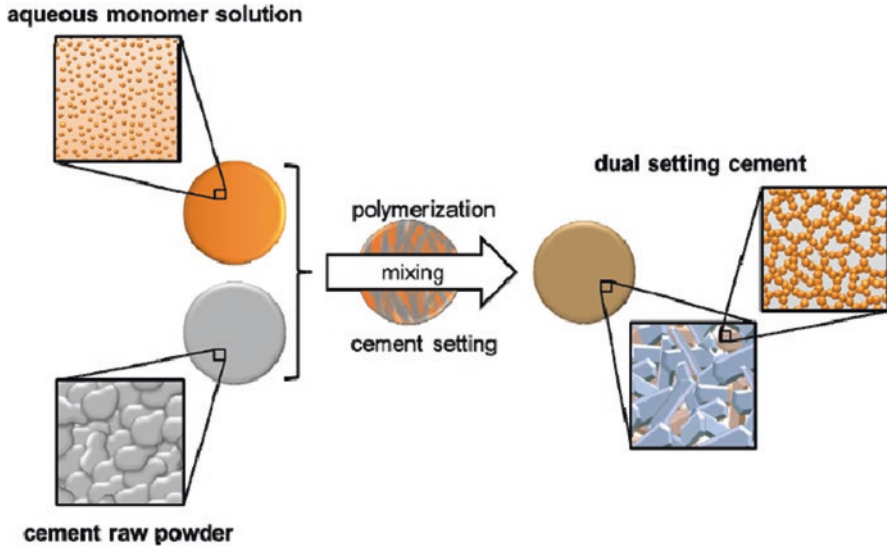 aqueous monomer solution
dual setting cement
polymerization
mixing
cement setting
cement raw powder